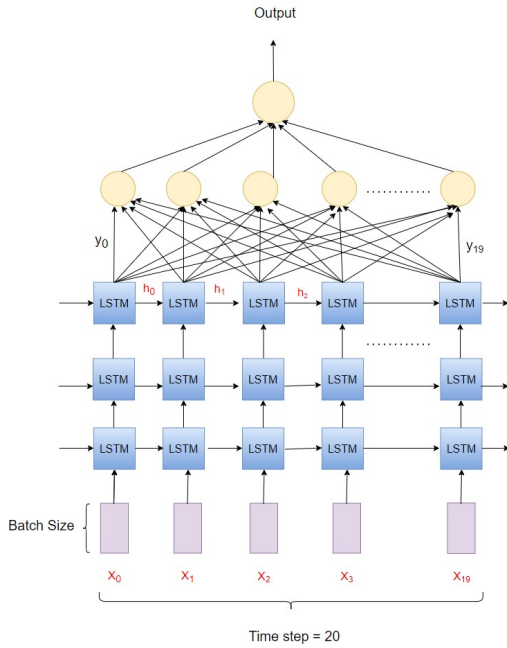 Output
y0
y19
h0
h1
h2
LSTM LSTM LSTM LSTM LSTM
............
LSTM LSTM LSTM LSTM LSTM
LSTM LSTM LSTM LSTM LSTM
Batch Size
X0 X1 X2 X3 X19
Time step = 20